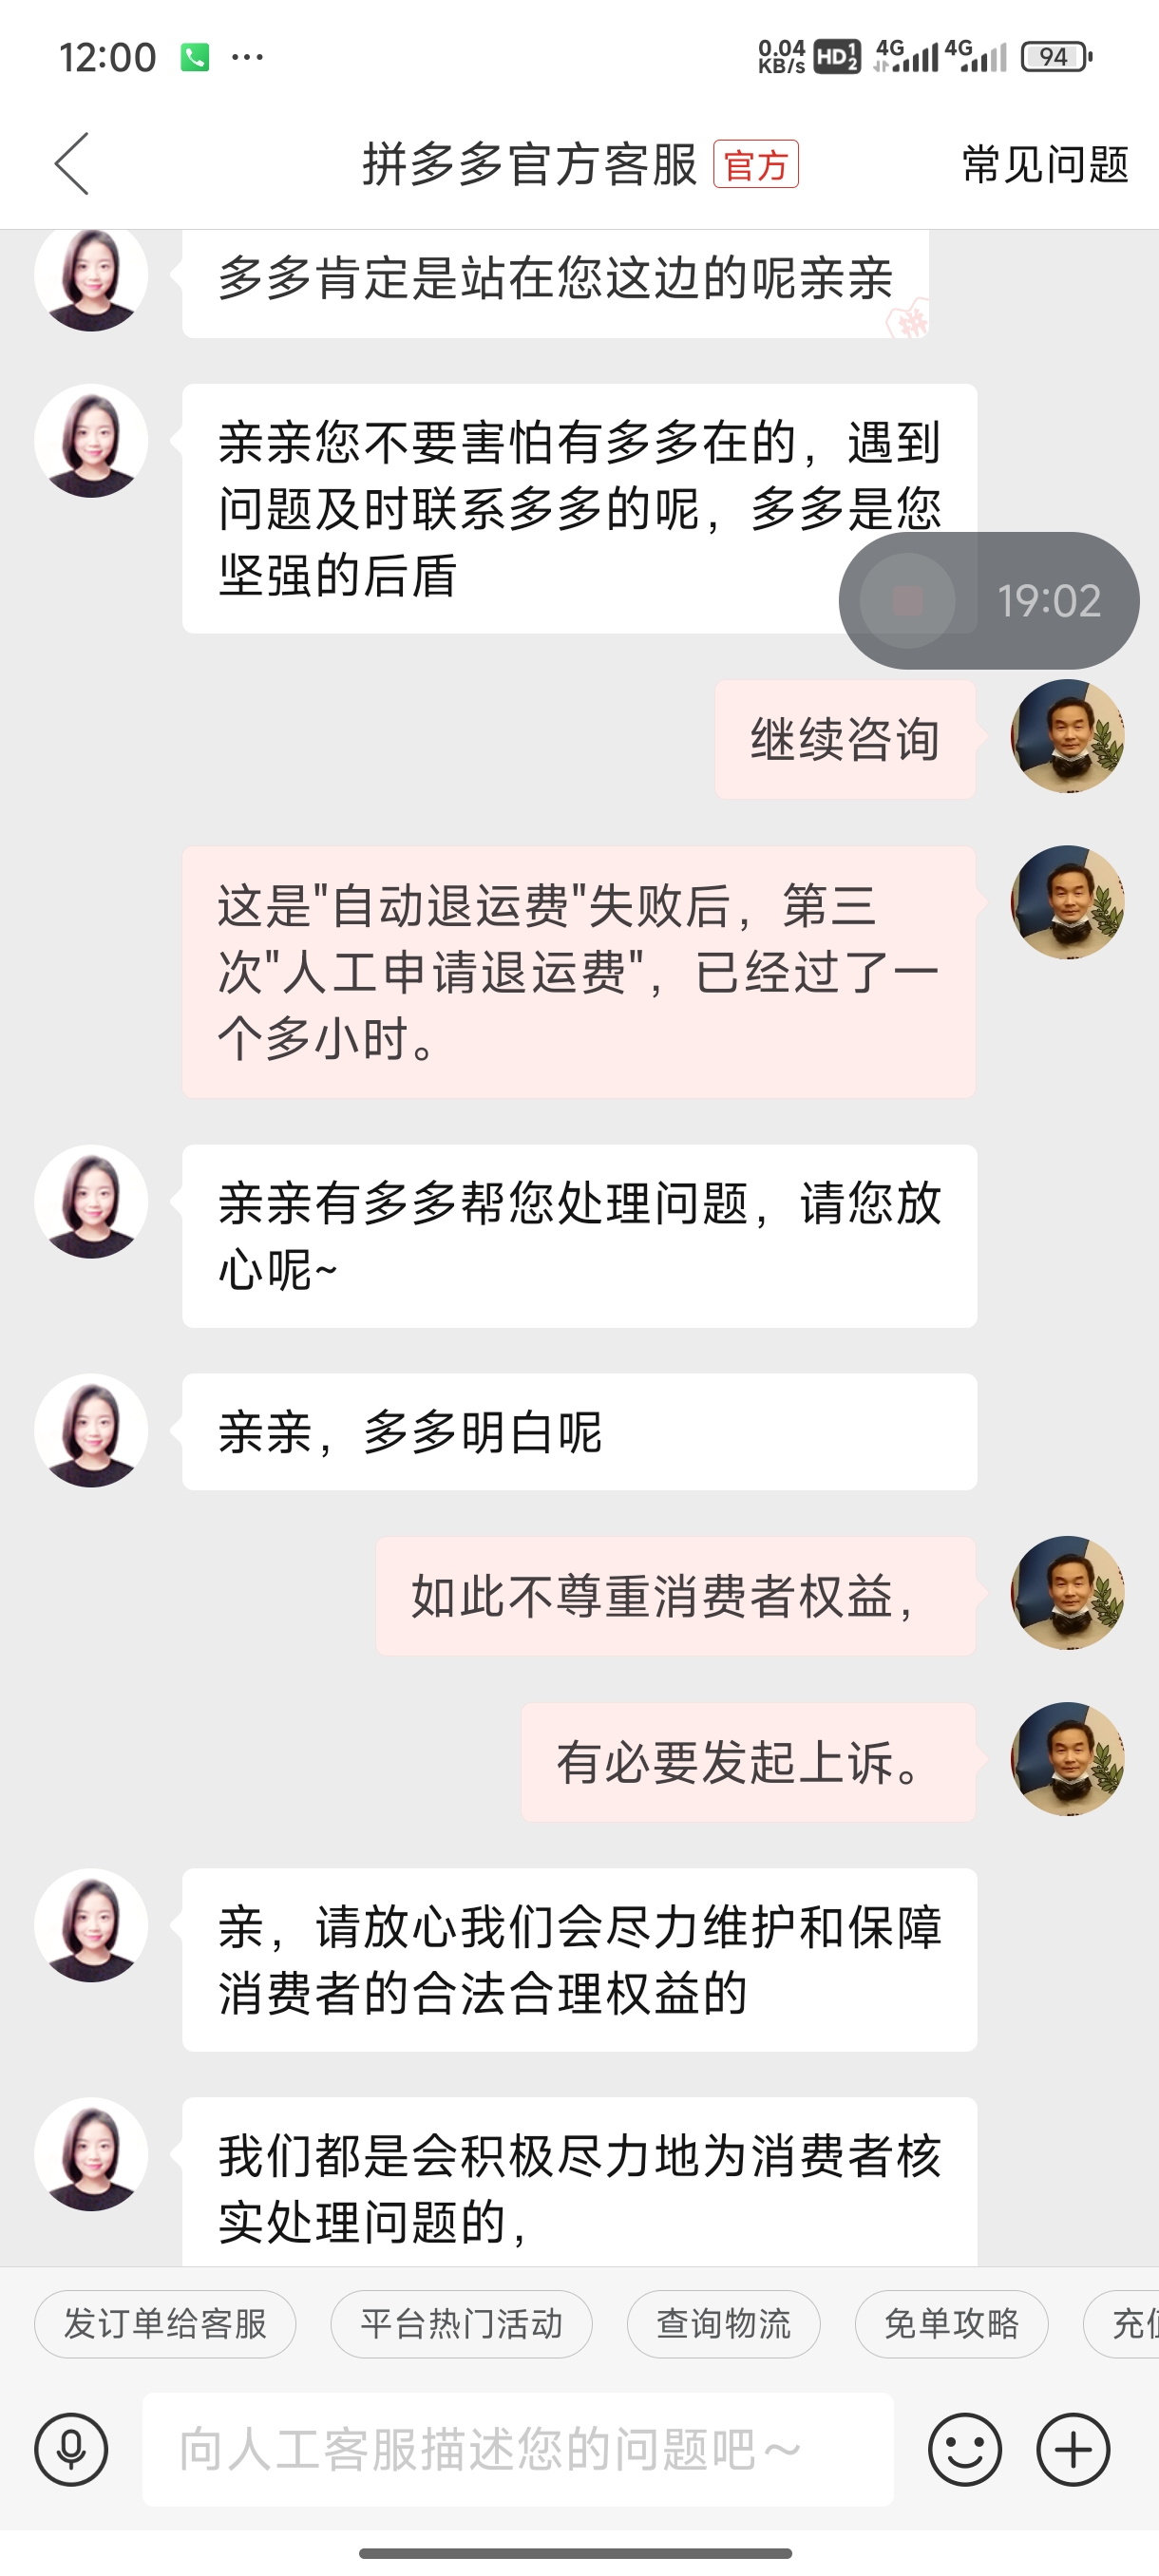 12:00
0.04
KB/s
HD 1 2
4G
4G
94
拼多多官方客服
官方
常见问题
多多肯定是站在您这边的呢亲亲
拼
亲亲您不要害怕有多多在的，遇到
问题及时联系多多的呢，多多是您
坚强的后盾
19:02
继续咨询
这是"自动退运费"失败后，第三
次"人工申请退运费"，已经过了一
个多小时。
亲亲有多多帮您处理问题，请您放
心呢~
亲亲，多多明白呢
如此不尊重消费者权益，
有必要发起上诉。
亲，请放心我们会尽力维护和保障
消费者的合法合理权益的
我们都是会积极尽力地为消费者核
实处理问题的，
发订单给客服
平台热门活动
查询物流
免单攻略
充
向人工客服描述您的问题吧～